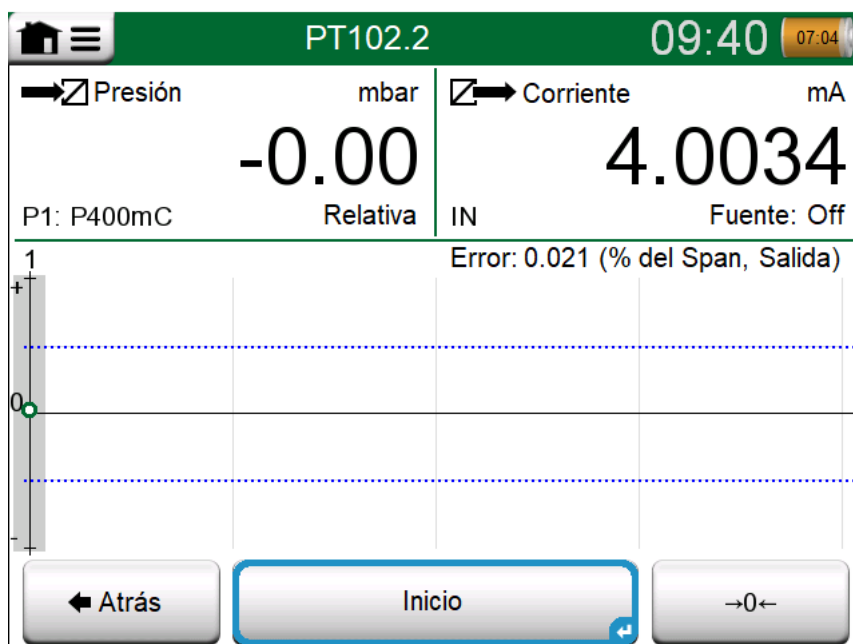 PT102.2 09:40 07:04
Presión mbar
-0.00
P1: P400mC Relativa
Corriente mA
4.0034
IN Fuente: Off
Error: 0.021 (% del Span, Salida)
1
+
0
-
Atrás Inicio →0←